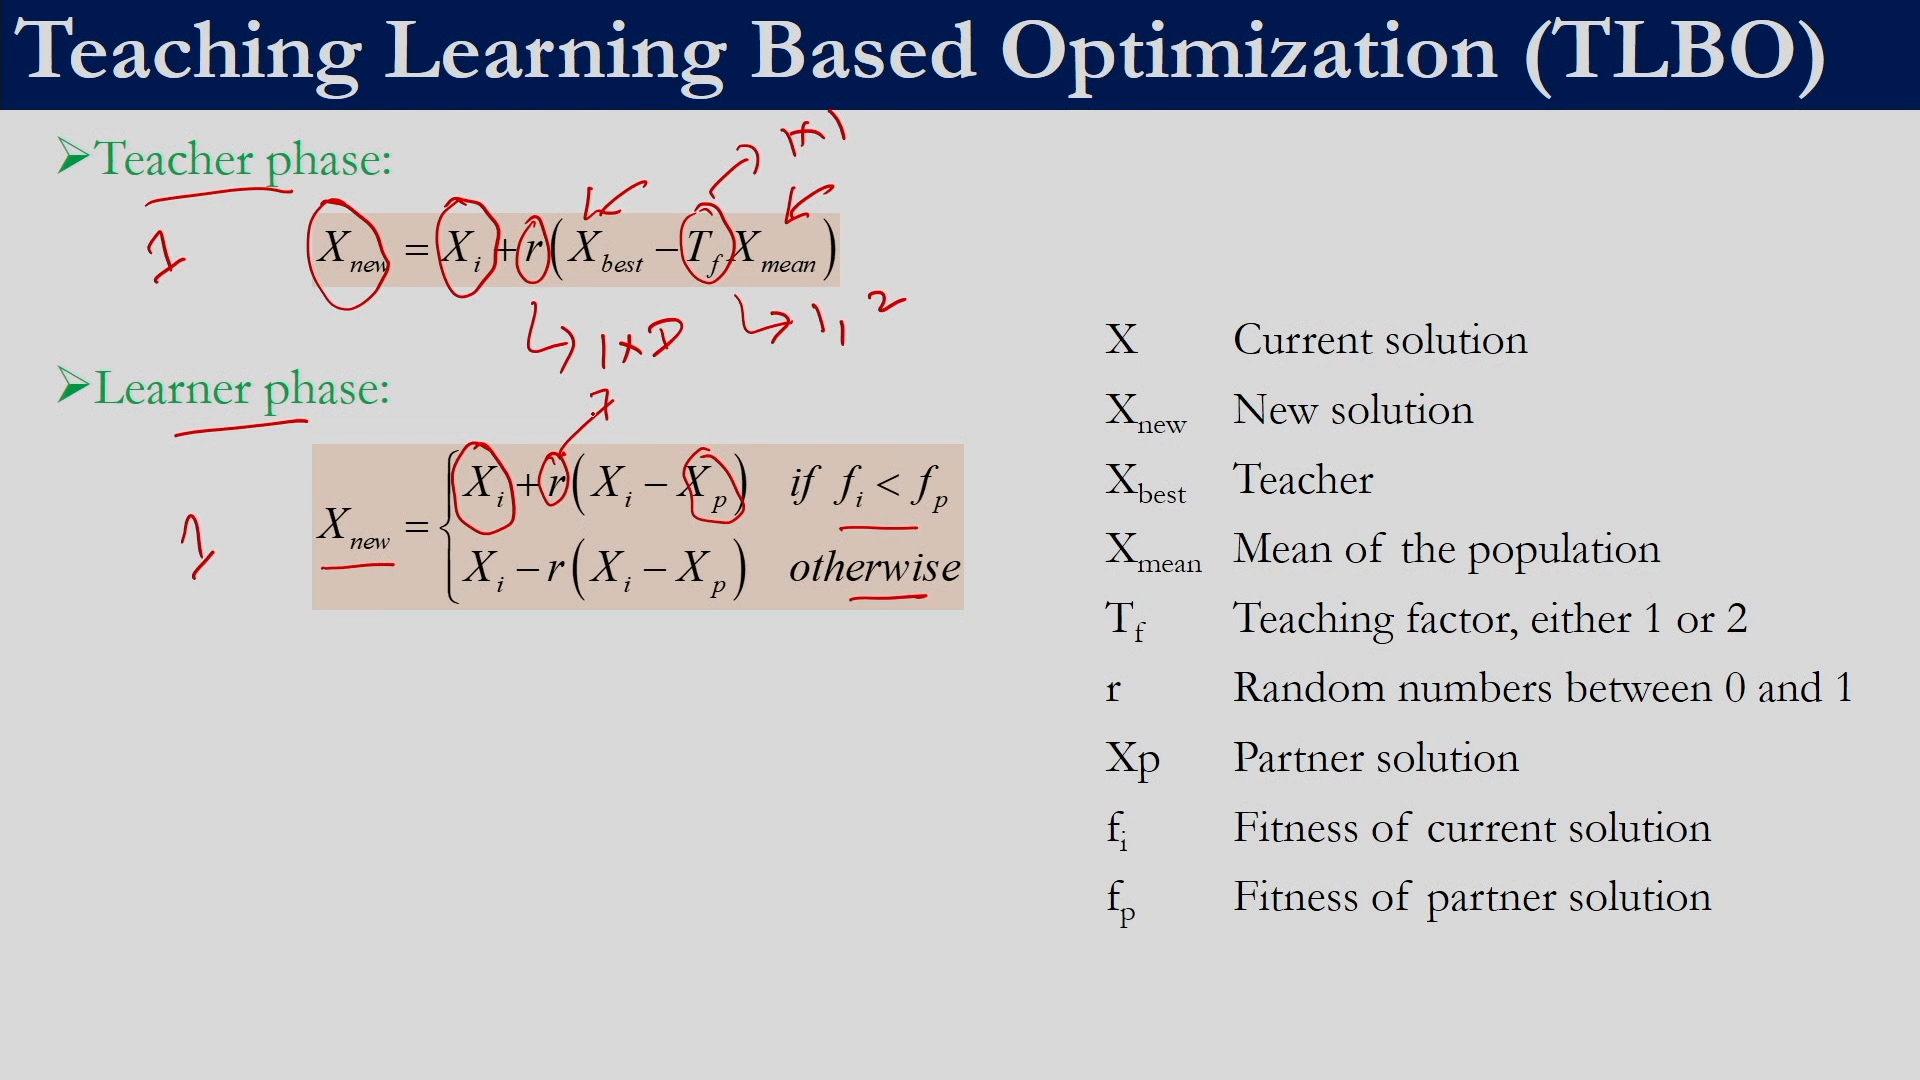 Teaching Learning Based Optimization (TLBO)
➢Teacher phase:
1×1
1
X_new = X_i + r(X_best − T_f X_mean)
1×D
1, 2
➢Learner phase:
1
X_new = { X_i + r(X_i − X_p) if f_i < f_p
X_i − r(X_i − X_p) otherwise
X Current solution
X_new New solution
X_best Teacher
X_mean Mean of the population
T_f Teaching factor, either 1 or 2
r Random numbers between 0 and 1
Xp Partner solution
f_i Fitness of current solution
f_p Fitness of partner solution